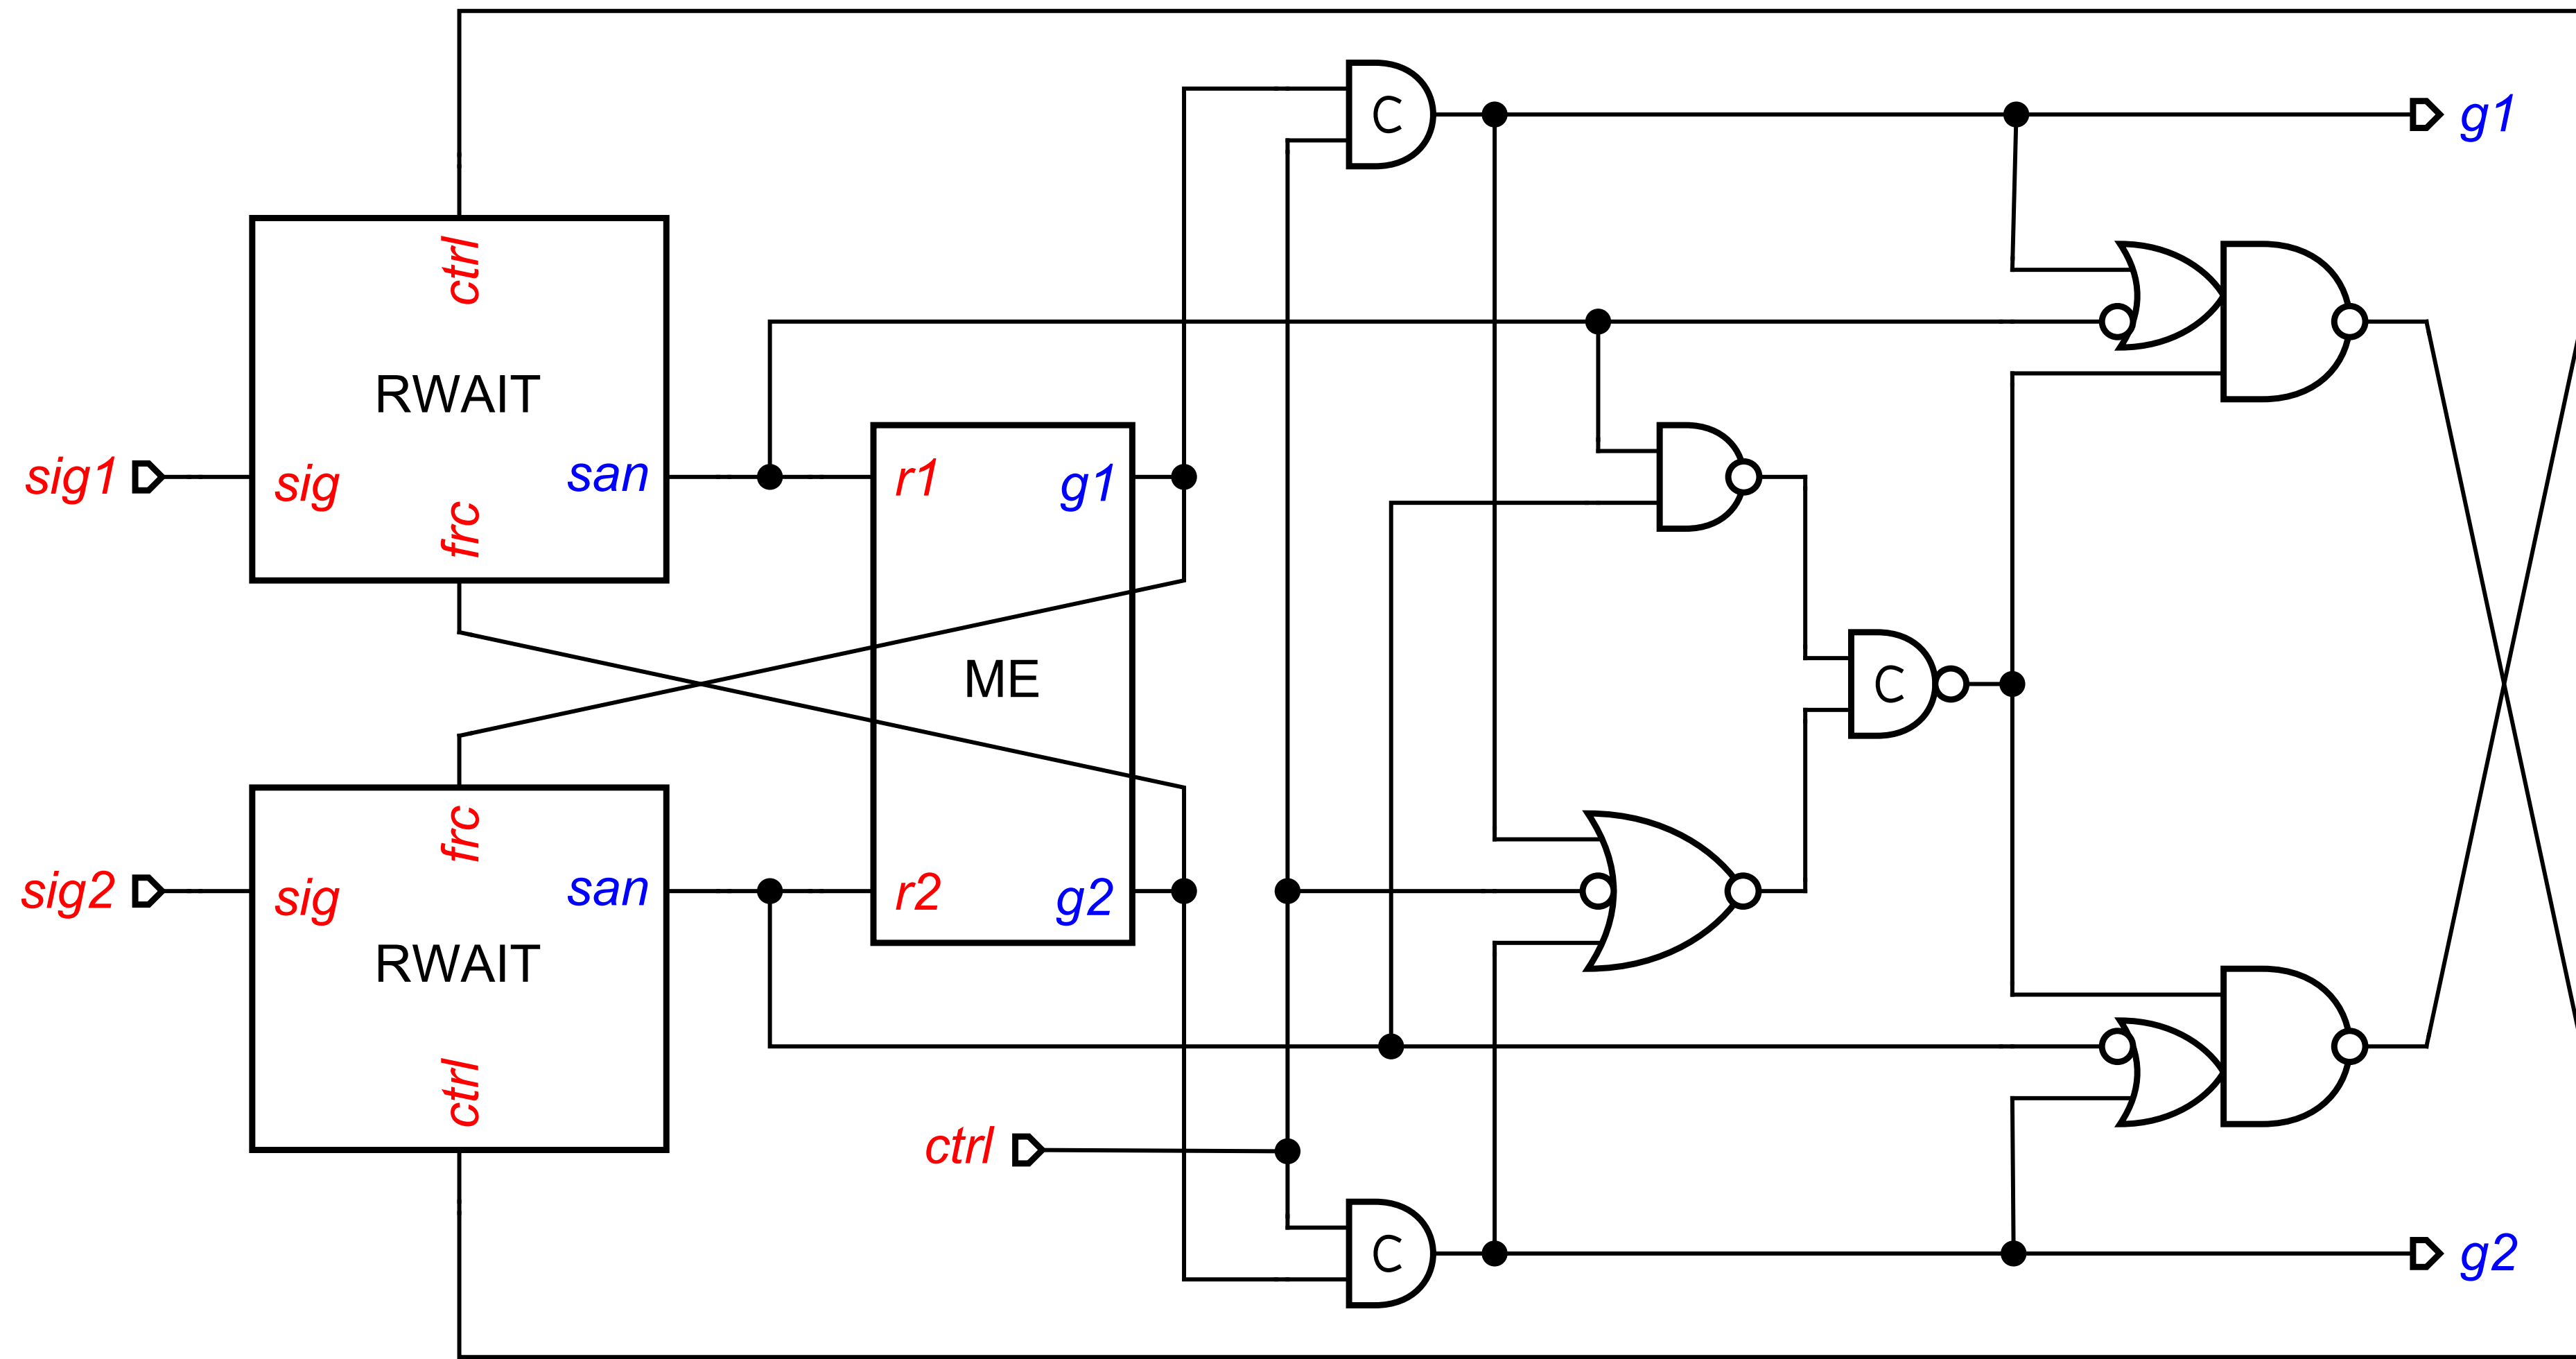 C
g1
ctrl
RWAIT
sig1
sig
san
r1
g1
frc
ME
C
frc
sig2
sig
san
r2
g2
RWAIT
ctrl
ctrl
C
g2